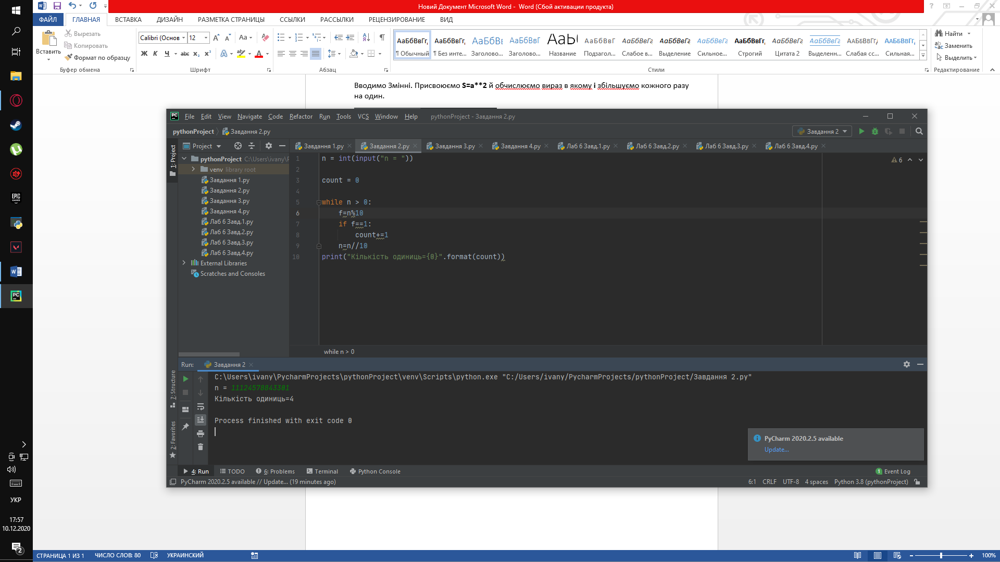 Новий Документ Microsoft Word - Word (Сбой активации продукта)
ФАЙЛ ГЛАВНАЯ ВСТАВКА ДИЗАЙН РАЗМЕТКА СТРАНИЦЫ ССЫЛКИ РАССЫЛКИ РЕЦЕНЗИРОВАНИЕ ВИД
Вставить
Вырезать
Копировать
Формат по образцу
Буфер обмена
Calibri (Основ 12
Шрифт
Абзац
¶ Обычный ¶ Без инте... Заголово... Заголово... Название Подзагол... Слабое в... Выделение Сильное... Строгий Цитата 2 Выделенн... Слабая сс... Сильная...
Стили
Найти
Заменить
Выделить
Редактирование
Вводимо Змінні. Присвоюємо S=a**2 й обчислюємо вираз в якому і збільшуємо кожного разу
на один.
PC File Edit View Navigate Code Refactor Run Tools VCS Window Help pythonProject - Завдання 2.py
pythonProject Завдання 2.py
Завдання 2
1: Project
Project
Завдання 1.py Завдання 2.py Завдання 3.py Завдання 4.py Лаб 6 Завд.1.py Лаб 6 Завд.2.py Лаб 6 Завд.3.py Лаб 6 Завд.4.py
pythonProject C:\Users\ivany\
venv library root
Завдання 1.py
Завдання 2.py
Завдання 3.py
Завдання 4.py
Лаб 6 Завд.1.py
Лаб 6 Завд.2.py
Лаб 6 Завд.3.py
Лаб 6 Завд.4.py
External Libraries
Scratches and Consoles
6
1 n = int(input("n = "))
2
3 count = 0
4
5 while n > 0:
6 f=n%10
7 if f==1:
8 count+=1
9 n=n//10
10 print("Кількість одиниць={0}".format(count))
while n > 0
Run: Завдання 2
7: Structure
2: Favorites
C:\Users\ivany\PycharmProjects\pythonProject\venv\Scripts\python.exe "C:/Users/ivany/PycharmProjects/pythonProject/Завдання 2.py"
n = 11124578843301
Кількість одиниць=4
Process finished with exit code 0
PyCharm 2020.2.5 available
Update...
4: Run TODO 6: Problems Terminal Python Console
1 Event Log
PyCharm 2020.2.5 available // Update... (19 minutes ago)
6:1 CRLF UTF-8 4 spaces Python 3.8 (pythonProject)
EPIC GAMES
PC
УКР
17:57
10.12.2020
2
СТРАНИЦА 1 ИЗ 1 ЧИСЛО СЛОВ: 80 УКРАИНСКИЙ
100%